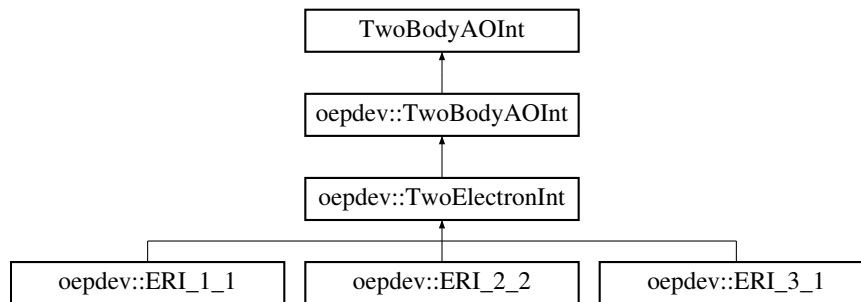 TwoBodyAOInt
oepdev::TwoBodyAOInt
oepdev::TwoElectronInt
oepdev::ERI_1_1
oepdev::ERI_2_2
oepdev::ERI_3_1